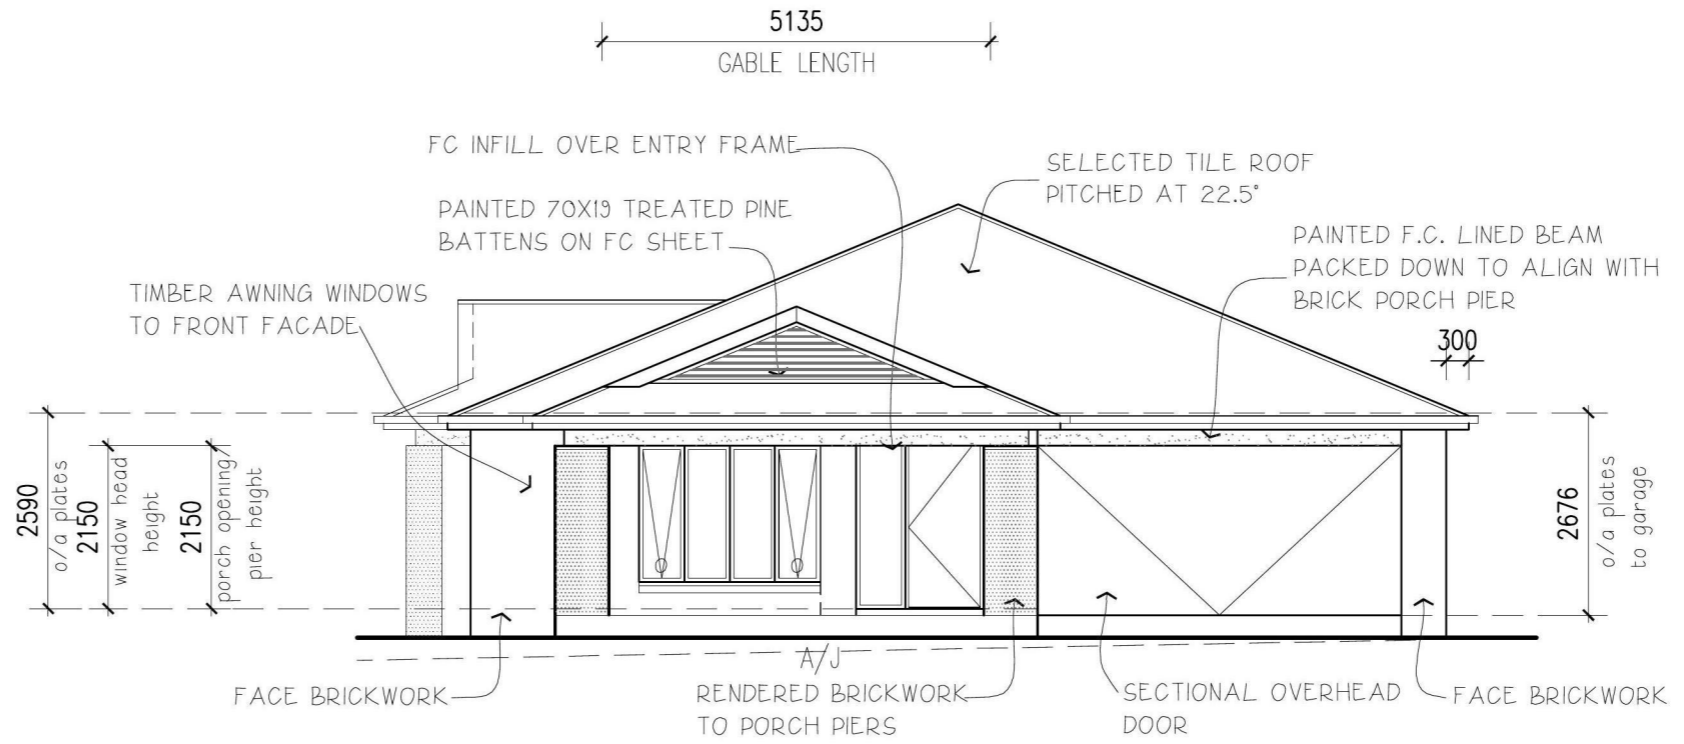 5135
GABLE LENGTH
FC INFILL OVER ENTRY FRAME
SELECTED TILE ROOF
PITCHED AT 22.5°
PAINTED 70X19 TREATED PINE
BATTENS ON FC SHEET
PAINTED F.C. LINED BEAM
PACKED DOWN TO ALIGN WITH
BRICK PORCH PIER
TIMBER AWNING WINDOWS
TO FRONT FACADE
300
2590
o/a plates
2150
window head
height
2150
porch opening/
pier height
2676
o/a plates
to garage
A/J
FACE BRICKWORK
RENDERED BRICKWORK
TO PORCH PIERS
SECTIONAL OVERHEAD
DOOR
FACE BRICKWORK